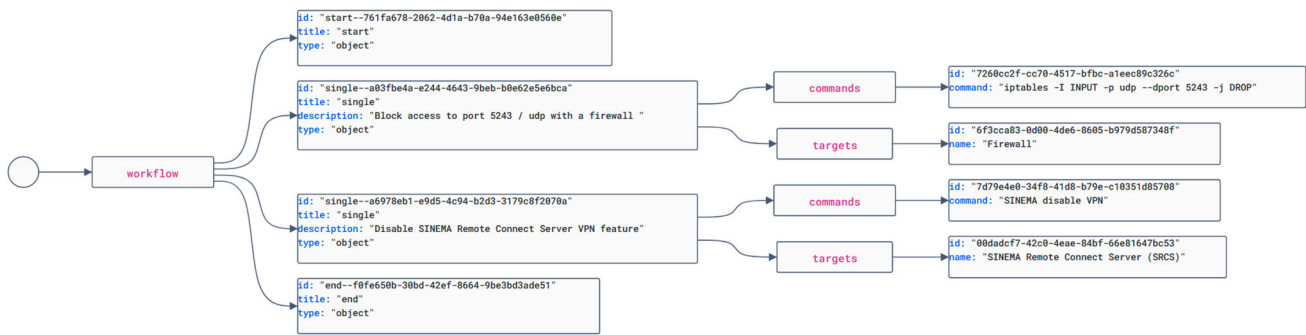 id: "start--761fa678-2062-4d1a-b70a-94e163e0560e"
title: "start"
type: "object"
id: "single--a03fbe4a-e244-4643-9beb-b0e62e5e6bca"
title: "single"
description: "Block access to port 5243 / udp with a firewall "
type: "object"
commands
id: "7260cc2f-cc70-4517-bfbc-a1eec89c326c"
command: "iptables -I INPUT -p udp --dport 5243 -j DROP"
targets
id: "6f3cca83-0d00-4de6-8605-b979d587348f"
name: "Firewall"
workflow
id: "single--a6978eb1-e9d5-4c94-b2d3-3179c8f2070a"
title: "single"
description: "Disable SINEMA Remote Connect Server VPN feature"
type: "object"
commands
id: "7d79e4e0-34f8-41d8-b79e-c10351d85708"
command: "SINEMA disable VPN"
targets
id: "00dadcf7-42c0-4eae-84bf-66e81647bc53"
name: "SINEMA Remote Connect Server (SRCS)"
id: "end--f0fe650b-30bd-42ef-8664-9be3bd3ade51"
title: "end"
type: "object"